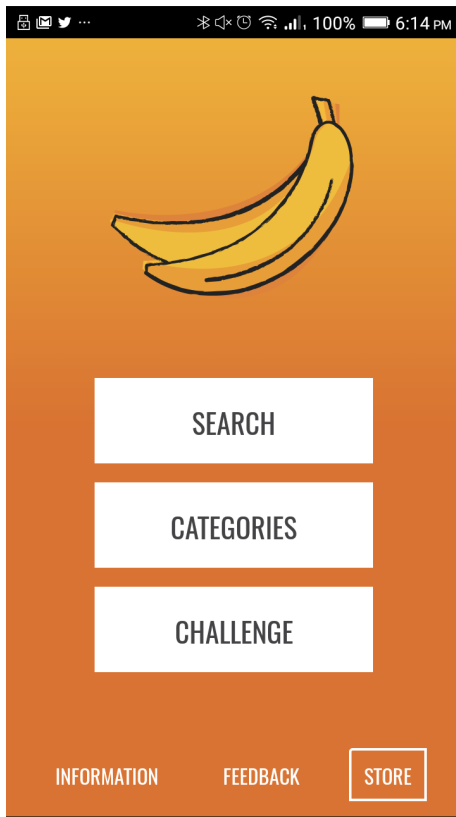 100% 6:14 PM
SEARCH
CATEGORIES
CHALLENGE
INFORMATION FEEDBACK STORE